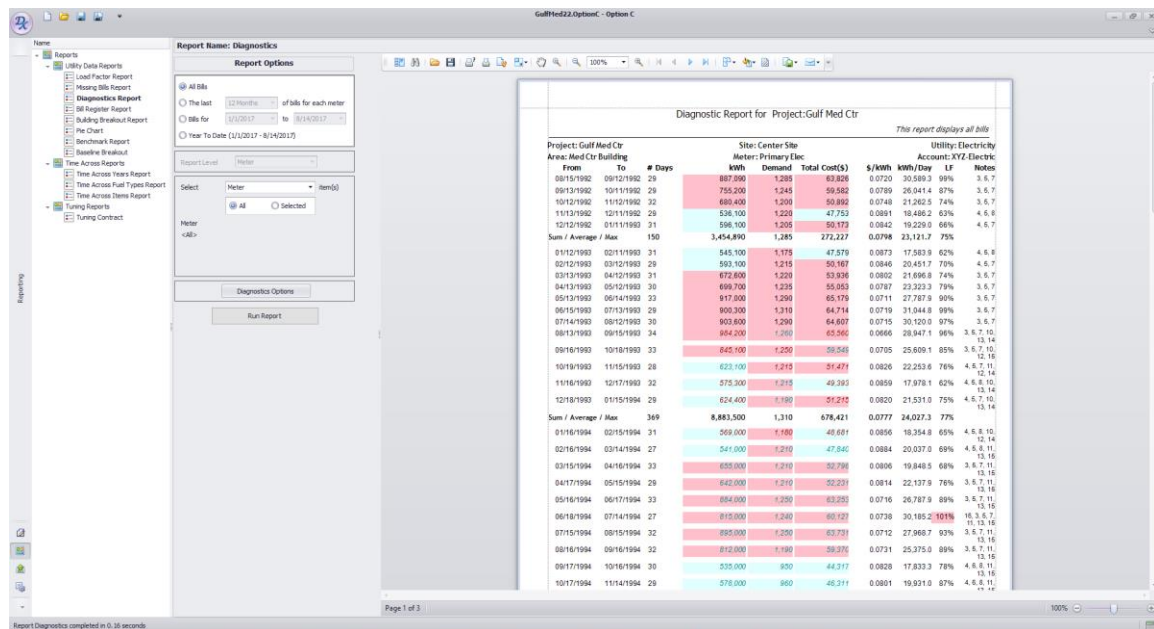 GulfMed22.OptionC - Option C
Name
Reports
Utility Data Reports
Load Factor Report
Missing Bills Report
Diagnostics Report
Bill Register Report
Building Breakout Report
Pie Chart
Benchmark Report
Baseline Breakout
Time Across Reports
Time Across Years Report
Time Across Fuel Types Report
Time Across Items Report
Tuning Reports
Tuning Contract
Reporting
Report Name: Diagnostics
Report Options
All Bills
The last 12 Months of bills for each meter
Bills for 1/1/2017 to 8/14/2017
Year To Date (1/1/2017 - 8/14/2017)
Report Level Meter
Select Meter item(s)
All Selected
Meter
<All>
Diagnostics Options
Run Report
100%
Diagnostic Report for Project:Gulf Med Ctr
This report displays all bills
Project: Gulf Med Ctr Site: Center Site Utility: Electricity
Area: Med Ctr Building Meter: Primary Elec Account: XYZ-Electric
From To # Days kWh Demand Total Cost($) $/kWh kWh/Day LF Notes
08/15/1992 09/12/1992 29 887,090 1,285 63,826 0.0720 30,589.3 99% 3, 6, 7
09/13/1992 10/11/1992 29 755,200 1,245 59,582 0.0789 26,041.4 87% 3, 6, 7
10/12/1992 11/12/1992 32 680,400 1,200 50,892 0.0748 21,262.5 74% 3, 6, 7
11/13/1992 12/11/1992 29 536,100 1,220 47,753 0.0891 18,486.2 63% 4, 6, 8
12/12/1992 01/11/1993 31 596,100 1,205 50,173 0.0842 19,229.0 66% 4, 6, 7
Sum / Average / Max 150 3,454,890 1,285 272,227 0.0798 23,121.7 75%
01/12/1993 02/11/1993 31 545,100 1,175 47,579 0.0873 17,583.9 62% 4, 6, 8
02/12/1993 03/12/1993 29 593,100 1,215 50,167 0.0846 20,451.7 70% 4, 6, 7
03/13/1993 04/12/1993 31 672,600 1,220 53,936 0.0802 21,696.8 74% 3, 6, 7
04/13/1993 05/12/1993 30 699,700 1,235 55,053 0.0787 23,323.3 79% 3, 6, 7
05/13/1993 06/14/1993 33 917,000 1,290 65,179 0.0711 27,787.9 90% 3, 6, 7
06/15/1993 07/13/1993 29 900,300 1,310 64,714 0.0719 31,044.8 99% 3, 6, 7
07/14/1993 08/12/1993 30 903,600 1,290 64,607 0.0715 30,120.0 97% 3, 6, 7
08/13/1993 09/15/1993 34 984,200 1,260 65,560 0.0666 28,947.1 96% 3, 6, 7, 10,
13, 14
09/16/1993 10/18/1993 33 845,100 1,250 59,549 0.0705 25,609.1 85% 3, 6, 7, 10,
12, 15
10/19/1993 11/15/1993 28 623,100 1,215 51,471 0.0826 22,253.6 76% 4, 6, 7, 11,
12, 14
11/16/1993 12/17/1993 32 575,300 1,215 49,393 0.0859 17,978.1 62% 4, 6, 8, 10,
13, 15
12/18/1993 01/15/1994 29 624,400 1,190 51,215 0.0820 21,531.0 75% 4, 6, 7, 10,
13, 14
Sum / Average / Max 369 8,883,500 1,310 678,421 0.0777 24,027.3 77%
01/16/1994 02/15/1994 31 569,000 1,180 48,681 0.0856 18,354.8 65% 4, 6, 8, 10,
12, 14
02/16/1994 03/14/1994 27 541,000 1,210 47,840 0.0884 20,037.0 69% 4, 6, 8, 11,
13, 15
03/15/1994 04/16/1994 33 655,000 1,210 52,796 0.0806 19,848.5 68% 3, 6, 7, 11,
13, 15
04/17/1994 05/15/1994 29 642,000 1,210 52,231 0.0814 22,137.9 76% 3, 6, 7, 11,
13, 15
05/16/1994 06/17/1994 33 884,000 1,250 63,253 0.0716 26,787.9 89% 3, 6, 7, 11,
13, 15
06/18/1994 07/14/1994 27 815,000 1,240 60,127 0.0738 30,185.2 101% 16, 3, 6, 7,
11, 13, 15
07/15/1994 08/15/1994 32 895,000 1,250 63,731 0.0712 27,968.7 93% 3, 6, 7, 11,
13, 15
08/16/1994 09/16/1994 32 812,000 1,190 59,370 0.0731 25,375.0 89% 3, 6, 7, 11,
13, 15
09/17/1994 10/16/1994 30 535,000 950 44,317 0.0828 17,833.3 78% 4, 6, 8, 11,
13, 15
10/17/1994 11/14/1994 29 578,000 960 46,311 0.0801 19,931.0 87% 4, 6, 8, 11,
Page 1 of 3
100%
Report Diagnostics completed in 0.16 seconds